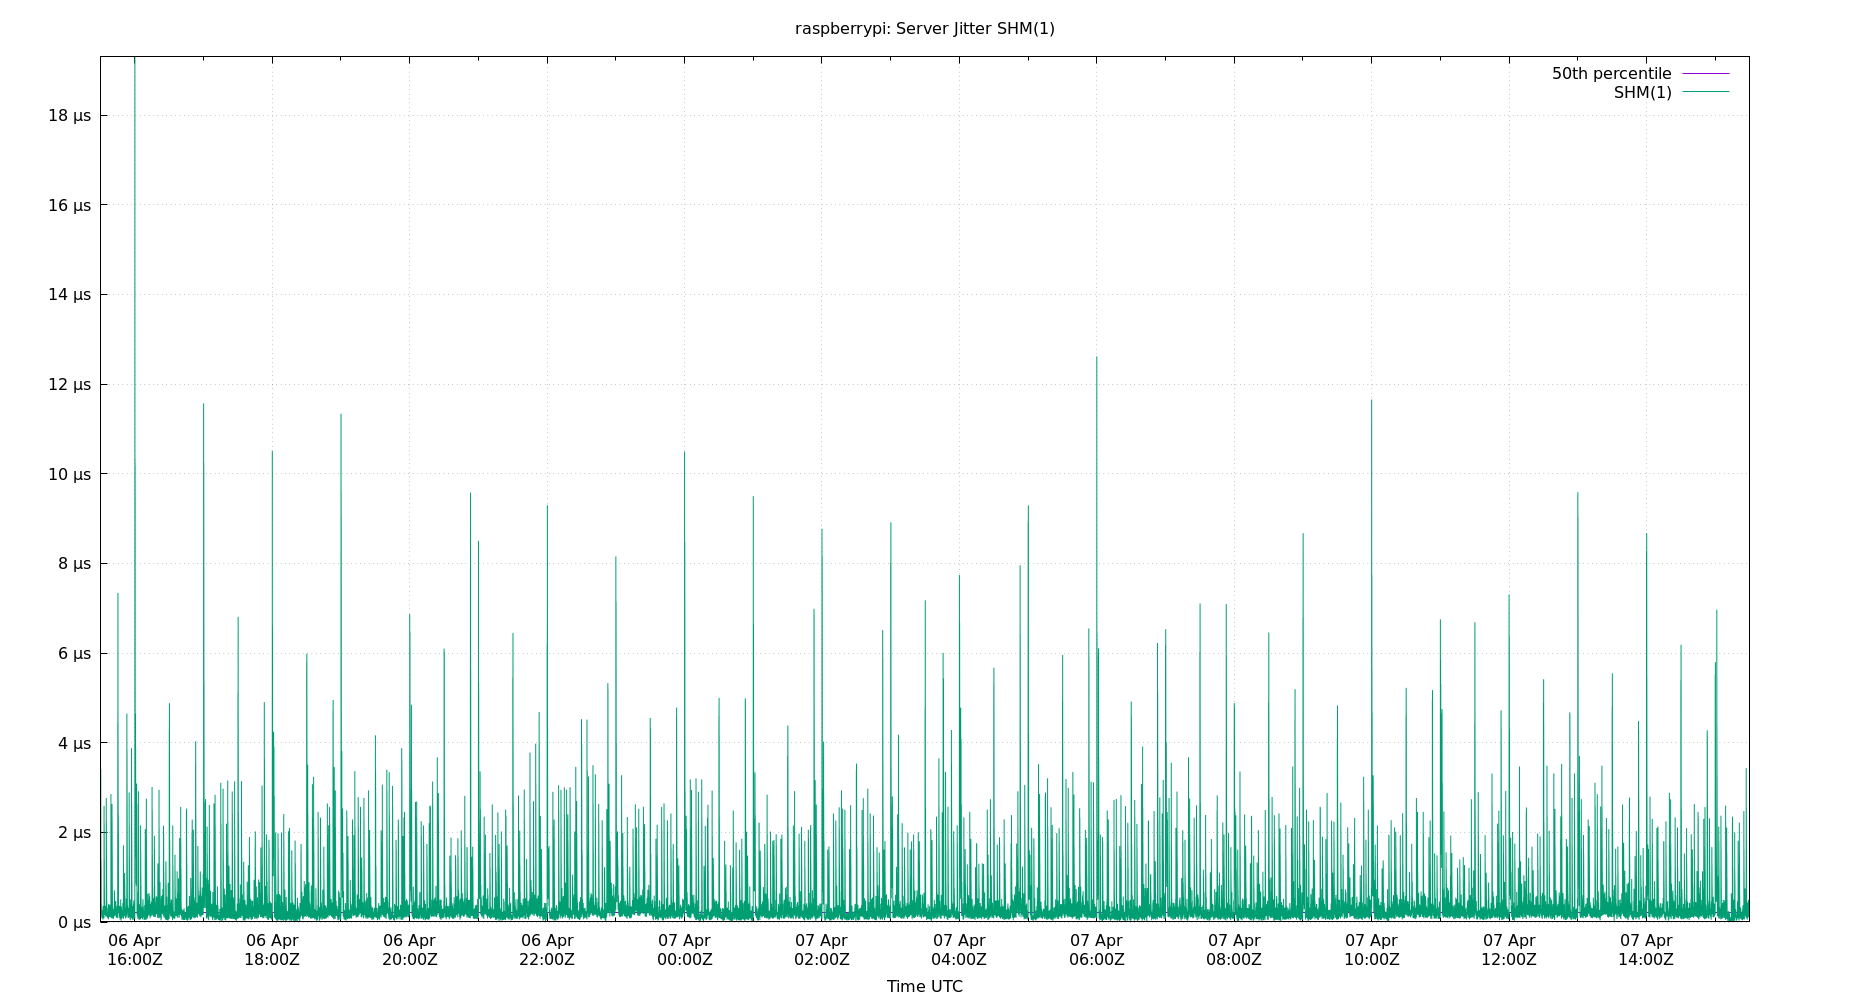 raspberrypi: Server Jitter SHM(1)
50th percentile
SHM(1)
18 µs
16 µs
14 µs
12 µs
10 µs
8 µs
6 µs
4 µs
2 µs
0 µs
06 Apr 06 Apr 06 Apr 06 Apr 07 Apr 07 Apr 07 Apr 07 Apr 07 Apr 07 Apr 07 Apr 07 Apr
16:00Z 18:00Z 20:00Z 22:00Z 00:00Z 02:00Z 04:00Z 06:00Z 08:00Z 10:00Z 12:00Z 14:00Z
Time UTC